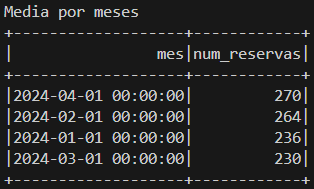 Media por meses
+-------------------+------------+
|                mes|num_reservas|
+-------------------+------------+
|2024-04-01 00:00:00|         270|
|2024-02-01 00:00:00|         264|
|2024-01-01 00:00:00|         236|
|2024-03-01 00:00:00|         230|
+-------------------+------------+